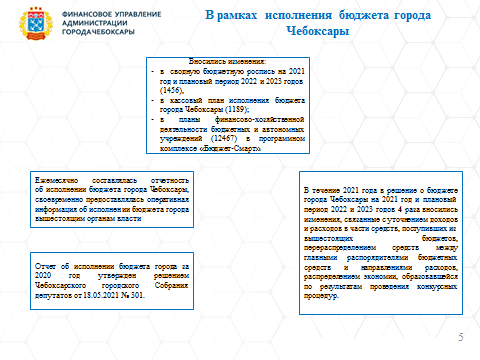 ФИНАНСОВОЕ УПРАВЛЕНИЕ
АДМИНИСТРАЦИИ
ГОРОДА ЧЕБОКСАРЫ
В рамках исполнения бюджета города
Чебоксары
Вносились изменения:
- в сводную бюджетную роспись на 2021
год и плановый период 2022 и 2023 годов
(1456),
- в кассовый план исполнения бюджета
города Чебоксары (1189);
- в планы финансово-хозяйственной
деятельности бюджетных и автономных
учреждений (12467) в программном
комплексе «Бюджет-Смарт»
Ежемесячно составлялась отчетность
об исполнении бюджета города Чебоксары,
своевременно предоставлялась оперативная
информация об исполнении бюджета города
вышестоящим органам власти
Отчет об исполнении бюджета города за
2020 год утвержден решением
Чебоксарского городского Собрания
депутатов от 18.05.2021 № 301.
В течение 2021 года в решение о бюджете
города Чебоксары на 2021 год и плановый
период 2022 и 2023 годов 4 раза вносились
изменения, связанные с уточнением доходов
и расходов в части средств, поступивших из
вышестоящих бюджетов,
перераспределением средств между
главными распорядителями бюджетных
средств и направлениями расходов,
распределением экономии, образовавшейся
по результатам проведения конкурсных
процедур.
5